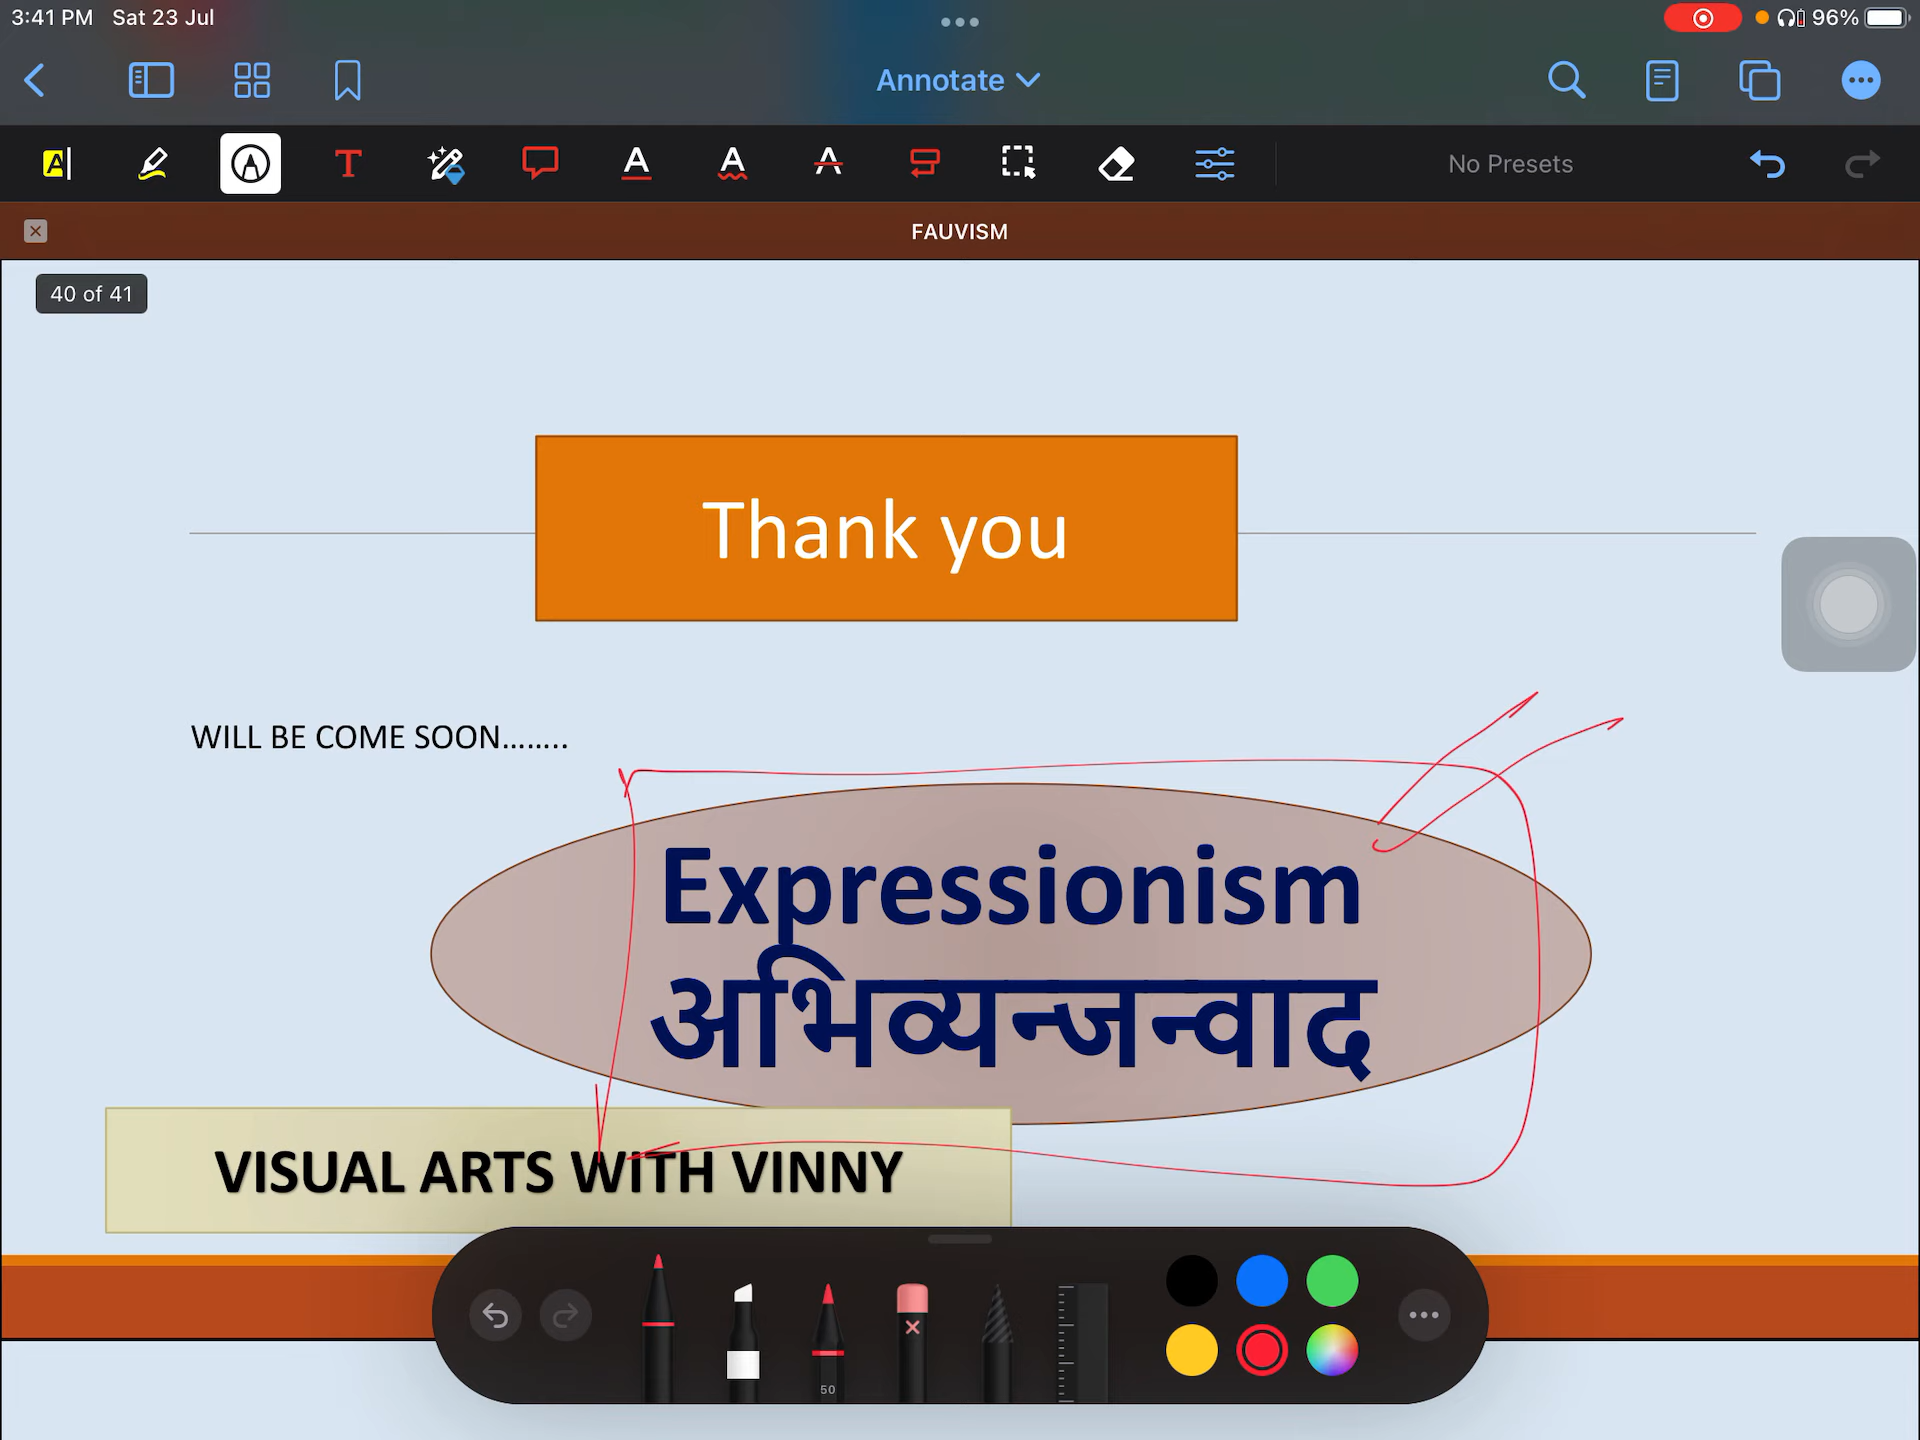 3:41 PM Sat 23 Jul
96%
Annotate
No Presets
FAUVISM
40 of 41
Thank you
WILL BE COME SOON........
Expressionism
अभिव्यन्जन्वाद
VISUAL ARTS WITH VINNY
50